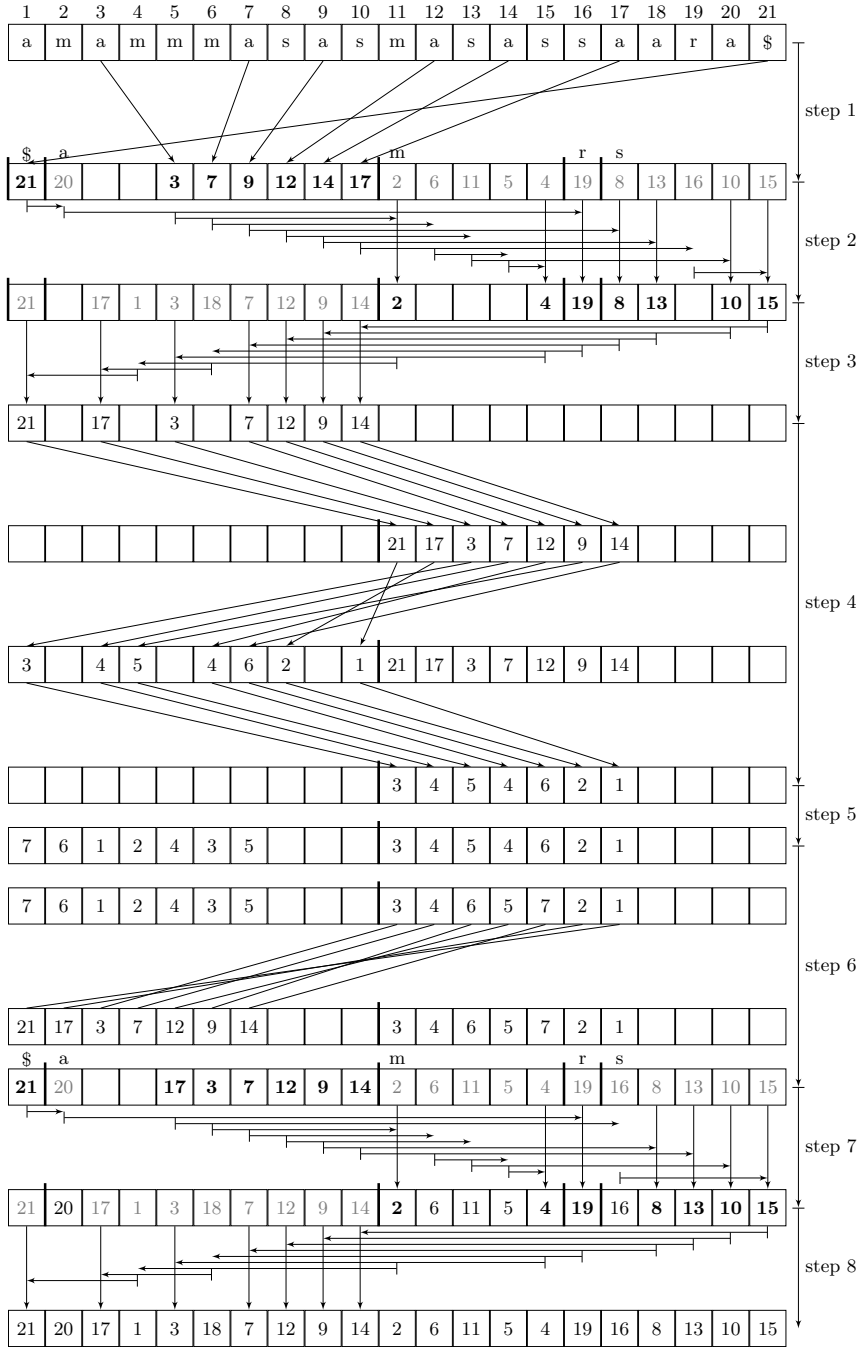 1 2 3 4 5 6 7 8 9 10 11 12 13 14 15 16 17 18 19 20 21
a m a m m m a s a s m a s a s s a a r a $
step 1
$ a m r s
21 20 3 7 9 12 14 17 2 6 11 5 4 19 8 13 16 10 15
step 2
21 17 1 3 18 7 12 9 14 2 4 19 8 13 10 15
step 3
21 17 3 7 12 9 14
21 17 3 7 12 9 14
step 4
3 4 5 4 6 2 1 21 17 3 7 12 9 14
3 4 5 4 6 2 1
step 5
7 6 1 2 4 3 5 3 4 5 4 6 2 1
7 6 1 2 4 3 5 3 4 6 5 7 2 1
step 6
21 17 3 7 12 9 14 3 4 6 5 7 2 1
$ a m r s
21 20 17 3 7 12 9 14 2 6 11 5 4 19 16 8 13 10 15
step 7
21 20 17 1 3 18 7 12 9 14 2 6 11 5 4 19 16 8 13 10 15
step 8
21 20 17 1 3 18 7 12 9 14 2 6 11 5 4 19 16 8 13 10 15